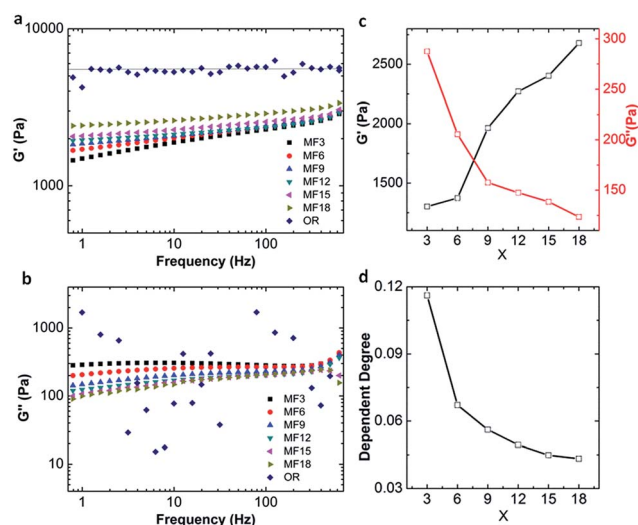 a
10000
1000
G' (Pa)
1
10
100
Frequency (Hz)
MF3
MF6
MF9
MF12
MF15
MF18
OR
b
1000
100
10
G'' (Pa)
1
10
100
Frequency (Hz)
MF3
MF6
MF9
MF12
MF15
MF18
OR
c
2500
2000
1500
G' (Pa)
300
250
200
150
G''(Pa)
3 6 9 12 15 18
X
d
0.12
0.09
0.06
0.03
Dependent Degree
3 6 9 12 15 18
X